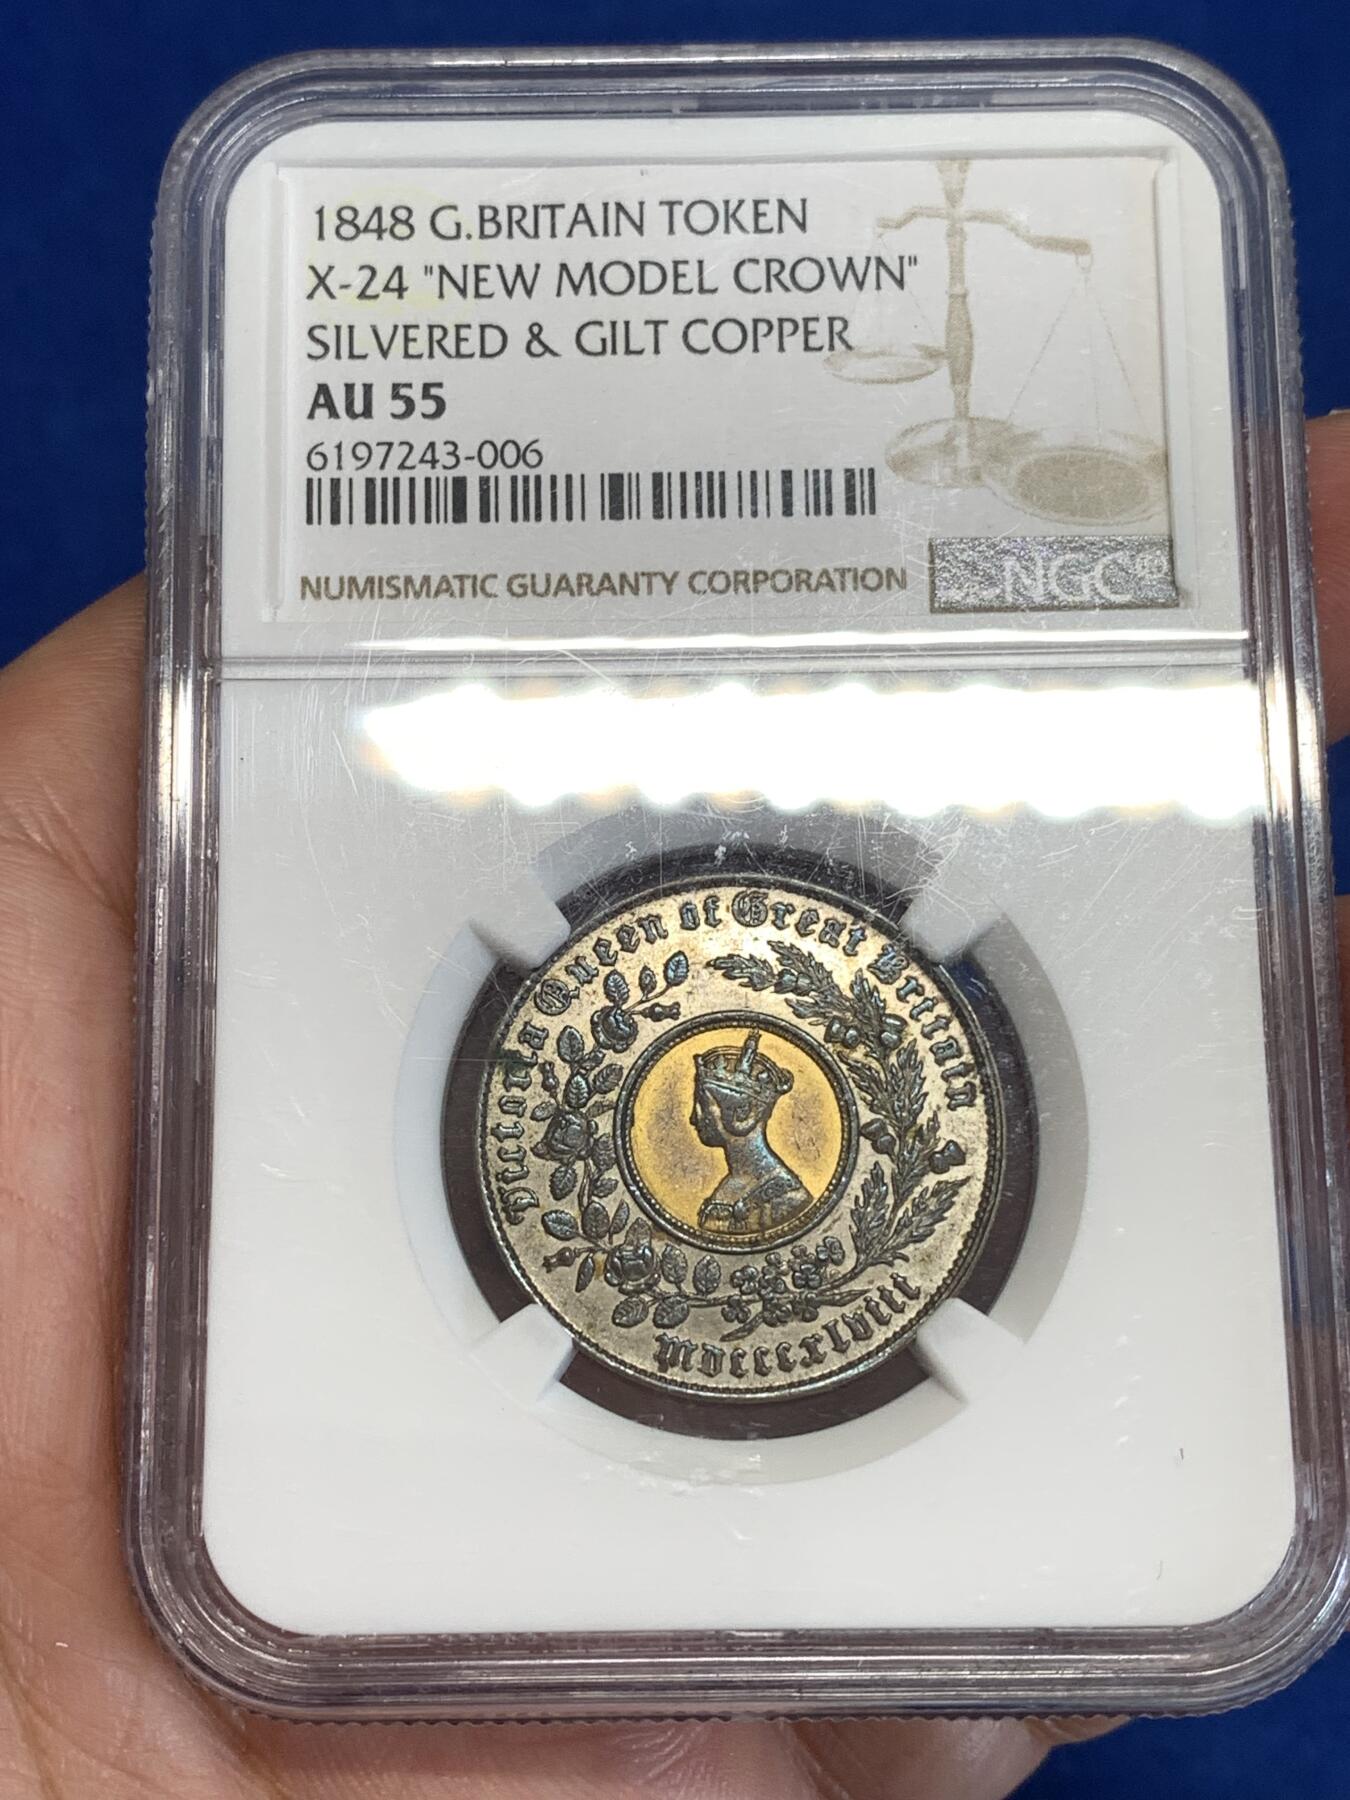 1848 G.BRITAIN TOKEN
X-24 "NEW MODEL CROWN"
SILVERED & GILT COPPER
AU 55
6197243-006
NUMISMATIC GUARANTY CORPORATION
NGC
Victoria Queen of Great Britain
mdcccxlviii